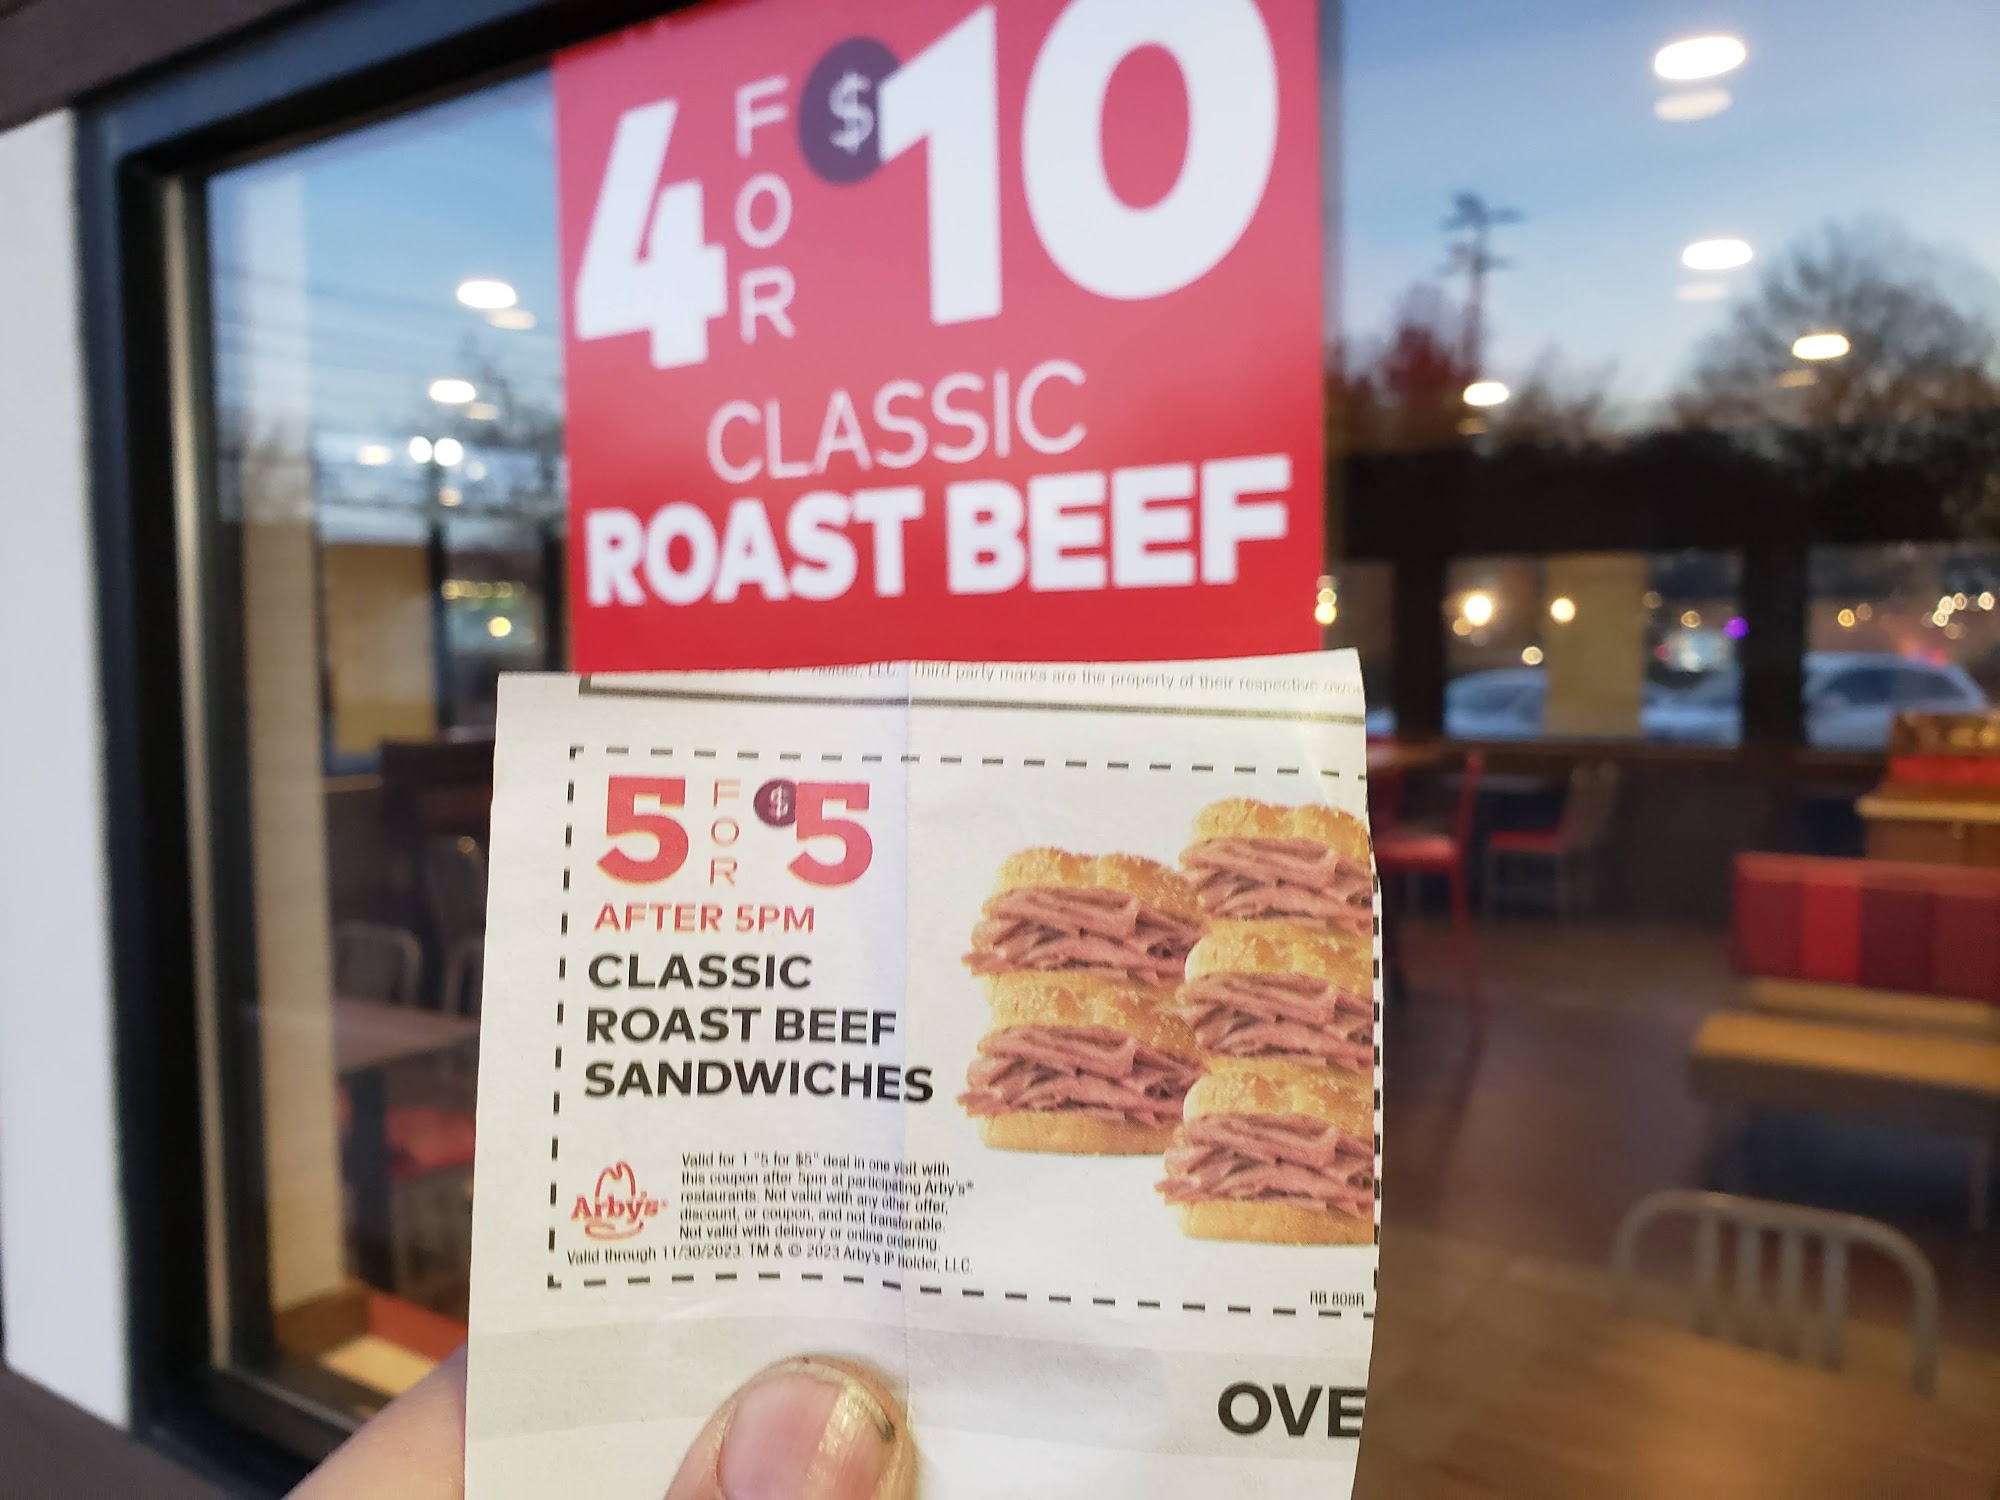 4 FOR $10
CLASSIC
ROAST BEEF
Holder, LLC. Third party marks are the property of their respective
5 FOR $5
AFTER 5PM
CLASSIC
ROAST BEEF
SANDWICHES
Arby's
Valid for 1 "5 for $5" deal in one visit with
this coupon after 5pm at participating Arby's®
restaurants. Not valid with any other offer,
discount, or coupon, and not transferable.
Not valid with delivery or online ordering.
Valid through 11/30/2023. TM & © 2023 Arby's IP Holder, LLC.
RB 808R
OVE